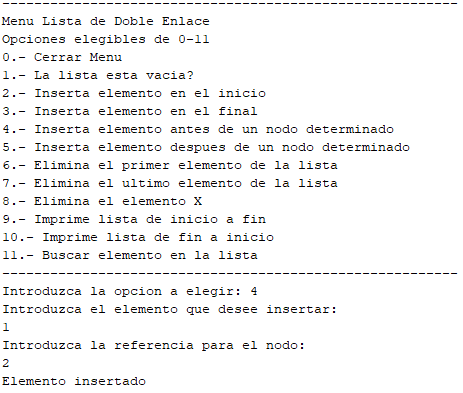 ---------------------------------------------------------
Menu Lista de Doble Enlace
Opciones elegibles de 0-11
0.- Cerrar Menu
1.- La lista esta vacia?
2.- Inserta elemento en el inicio
3.- Inserta elemento en el final
4.- Inserta elemento antes de un nodo determinado
5.- Inserta elemento despues de un nodo determinado
6.- Elimina el primer elemento de la lista
7.- Elimina el ultimo elemento de la lista
8.- Elimina el elemento X
9.- Imprime lista de inicio a fin
10.- Imprime lista de fin a inicio
11.- Buscar elemento en la lista
---------------------------------------------------------
Introduzca la opcion a elegir: 4
Introduzca el elemento que desee insertar:
1
Introduzca la referencia para el nodo:
2
Elemento insertado